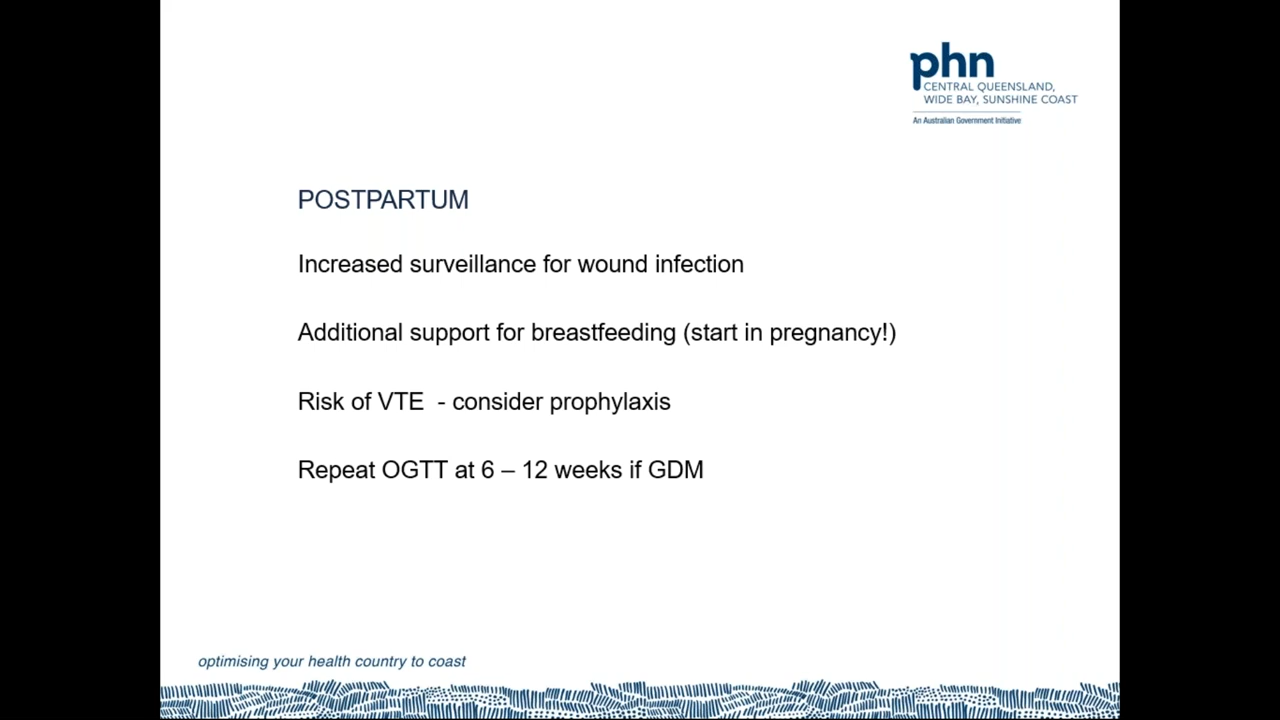 phn
CENTRAL QUEENSLAND,
WIDE BAY, SUNSHINE COAST
An Australian Government Initiative
POSTPARTUM
Increased surveillance for wound infection
Additional support for breastfeeding (start in pregnancy!)
Risk of VTE - consider prophylaxis
Repeat OGTT at 6 – 12 weeks if GDM
optimising your health country to coast